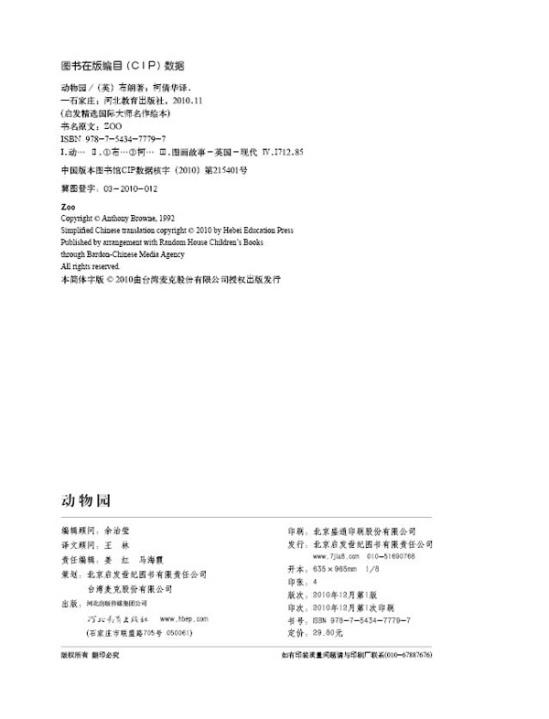 图书在版编目(CIP)数据
动物园/(英)布朗著;柯倩华译.
—石家庄:河北教育出版社,2010.11
(启发精选国际大师名作绘本)
书名原文:ZOO
ISBN 978-7-5434-7779-7
Ⅰ.动… Ⅱ.①布…②柯… Ⅲ.图画故事-英国-现代 Ⅳ.I712.85
中国版本图书馆CIP数据核字(2010)第215401号
冀图登字:03-2010-012
Zoo
Copyright © Anthony Browne, 1992
Simplified Chinese translation copyright © 2010 by Hebei Education Press
Published by arrangement with Random House Children's Books
through Bardon-Chinese Media Agency
All rights reserved.
本简体字版 © 2010由台湾麦克股份有限公司授权出版发行
动物园
编辑顾问:余治莹
译文顾问:王 林
责任编辑:姜 红 马海霞
策划:北京启发世纪图书有限责任公司
台湾麦克股份有限公司
出版:河北出版传媒集团公司
河北教育出版社 www.hbep.com
(石家庄市联盟路705号 050061)
印刷:北京盛通印刷股份有限公司
发行:北京启发世纪图书有限责任公司
www.7jia8.com 010-51690768
开本:635×965mm 1/8
印张:4
版次:2010年12月第1版
印次:2010年12月第1次印刷
书号:ISBN 978-7-5434-7779-7
定价:29.80元
版权所有 翻印必究
如有印装质量问题请与印刷厂联系(010-67887676)